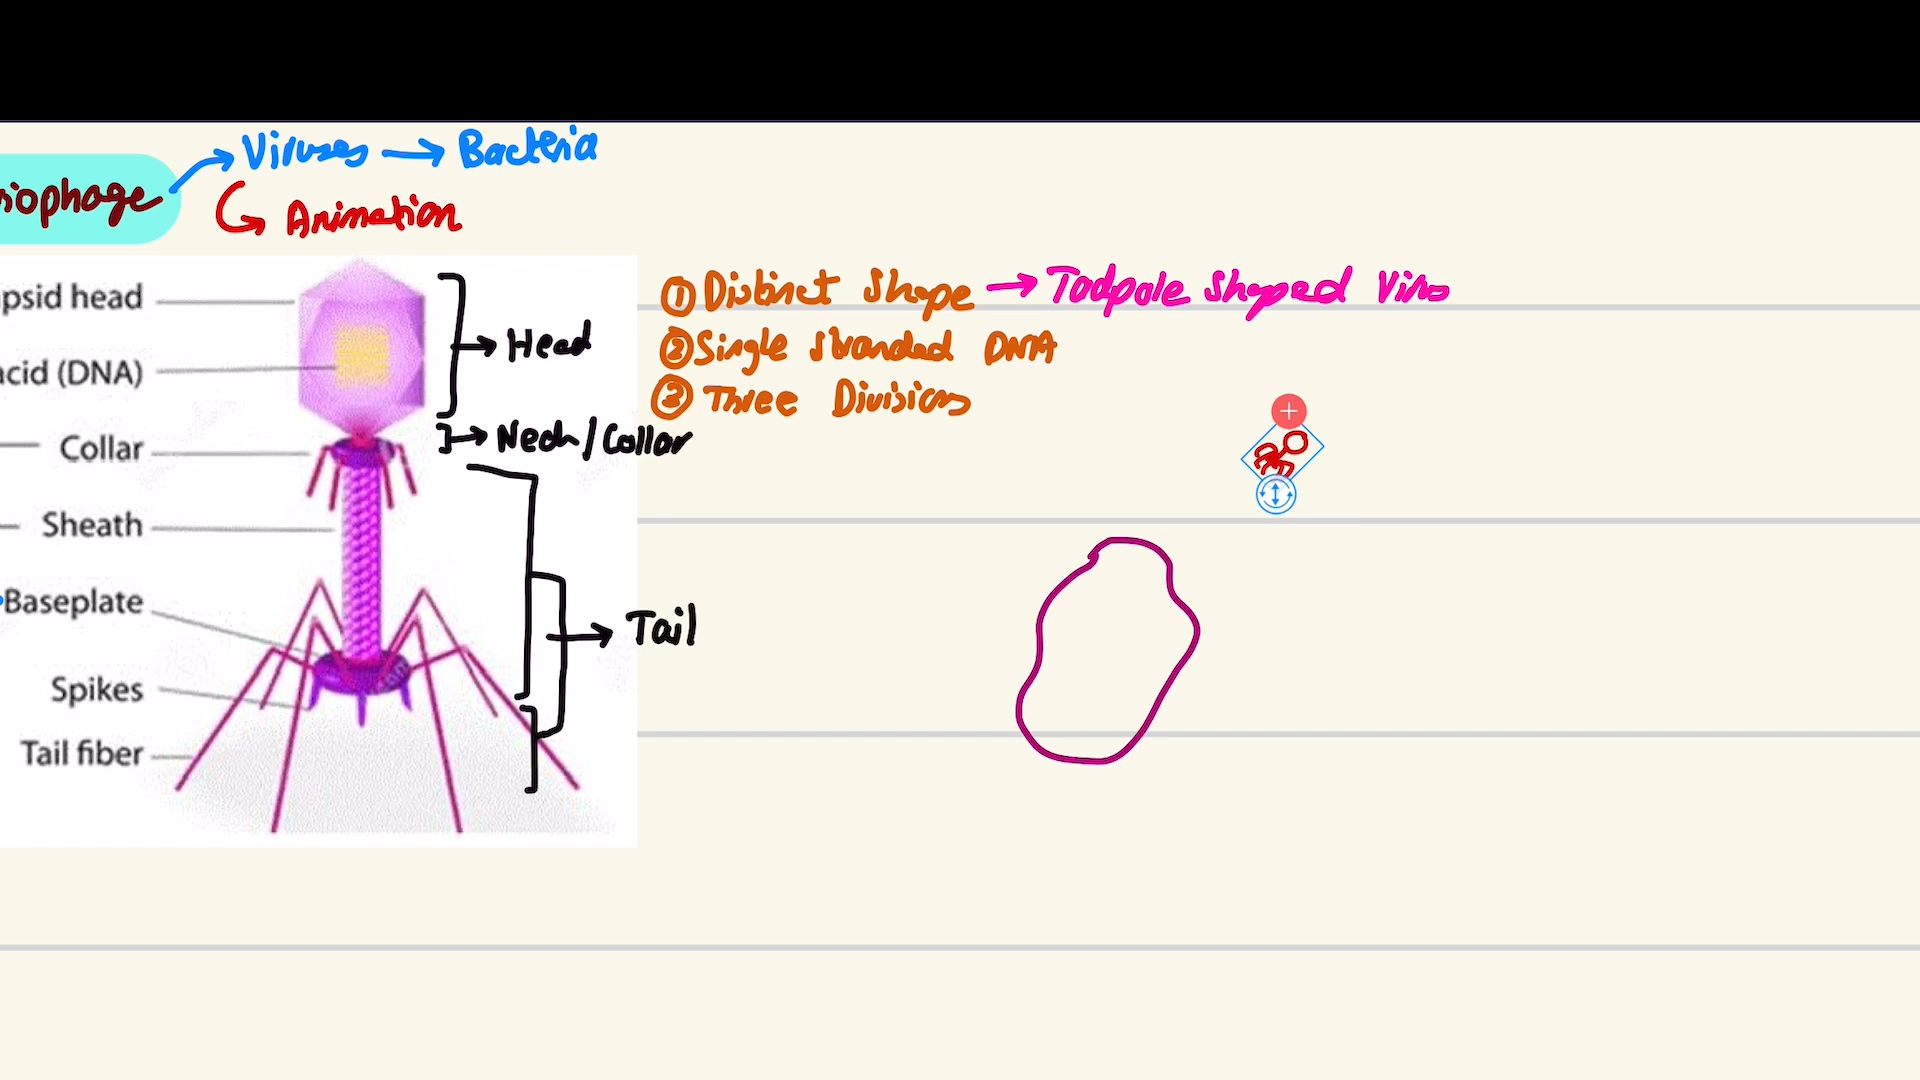 Viruses → Bacteria
iophage
Animation
psid head
Head
① Distinct Shape → Tadpole Shaped Virus
② Single Stranded DNA
acid (DNA)
③ Three Divisions
Collar
Neck/Collar
Sheath
Baseplate
Tail
Spikes
Tail fiber